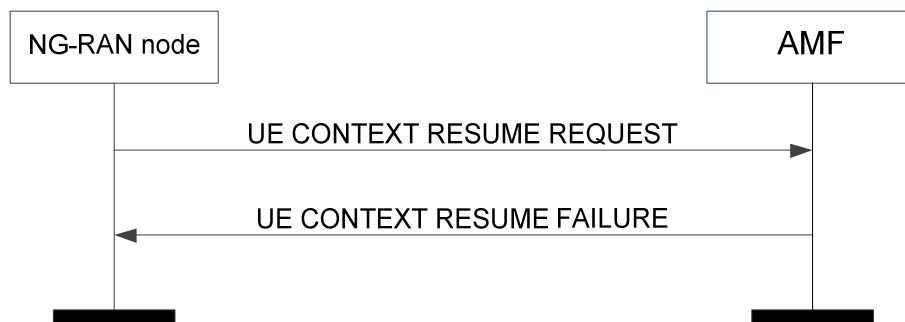 NG-RAN node
AMF
UE CONTEXT RESUME REQUEST
UE CONTEXT RESUME FAILURE